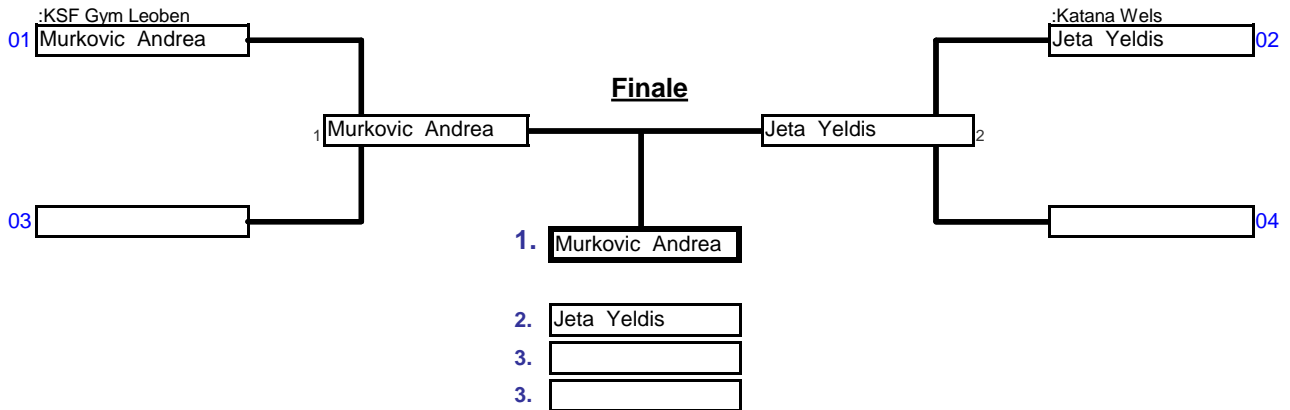 :KSF Gym Leoben
:Katana Wels
01 Murkovic Andrea
Jeta Yeldis 02
Finale
1 Murkovic Andrea
Jeta Yeldis 2
03
04
1. Murkovic Andrea
2. Jeta Yeldis
3.
3.